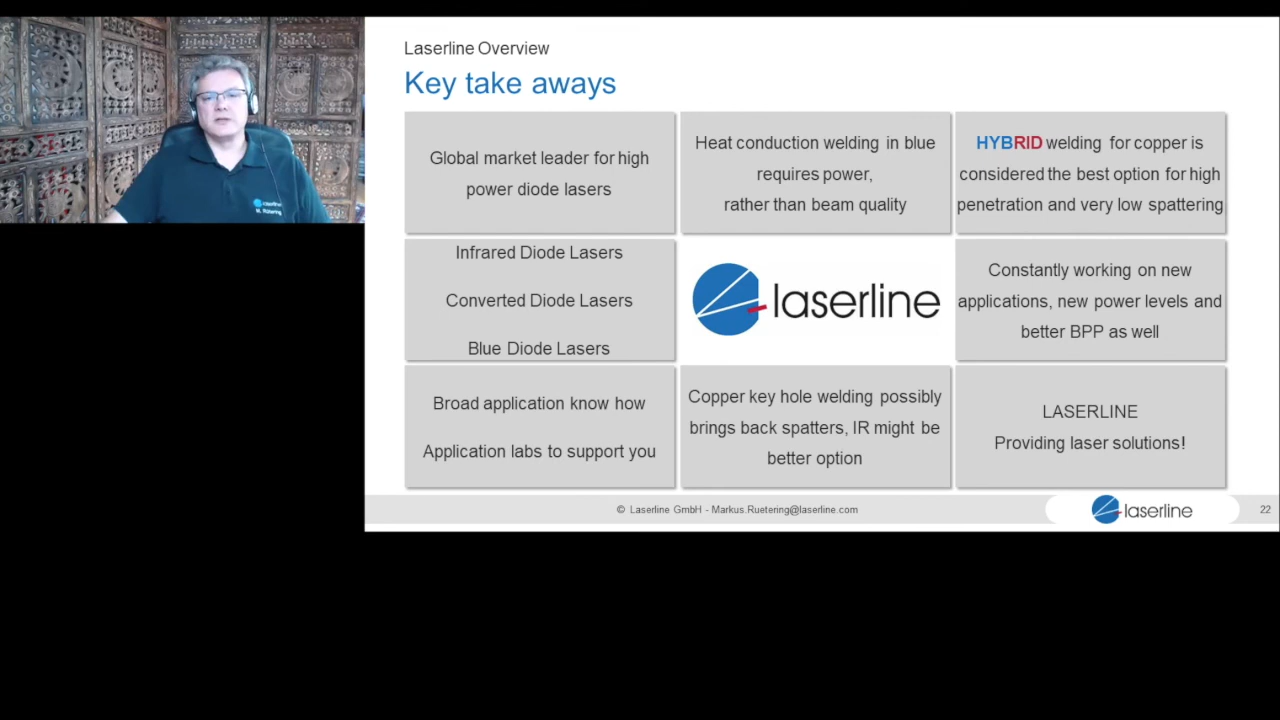 Laserline Overview
Key take aways
Global market leader for high
power diode lasers
Heat conduction welding in blue
requires power,
rather than beam quality
HYBRID welding for copper is
considered the best option for high
penetration and very low spattering
Infrared Diode Lasers
Converted Diode Lasers
Blue Diode Lasers
laserline
Constantly working on new
applications, new power levels and
better BPP as well
Broad application know how
Application labs to support you
Copper key hole welding possibly
brings back spatters, IR might be
better option
LASERLINE
Providing laser solutions!
© Laserline GmbH - Markus.Ruetering@laserline.com
laserline
22
laserline
M. Rütering